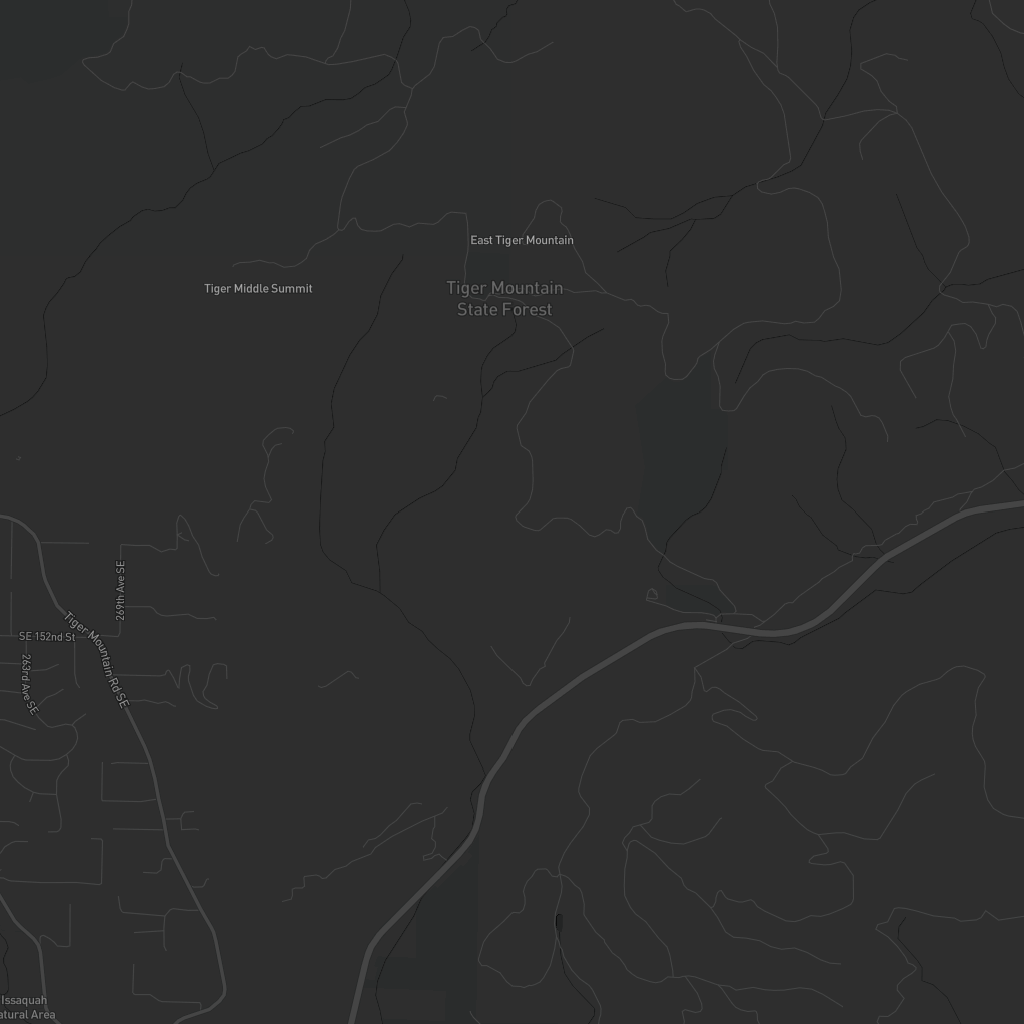 East Tiger Mountain
Tiger Middle Summit
Tiger Mountain
State Forest
269th Ave SE
Tiger Mountain Rd SE
SE 152nd St
263rd Ave SE
Issaquah
atural Area